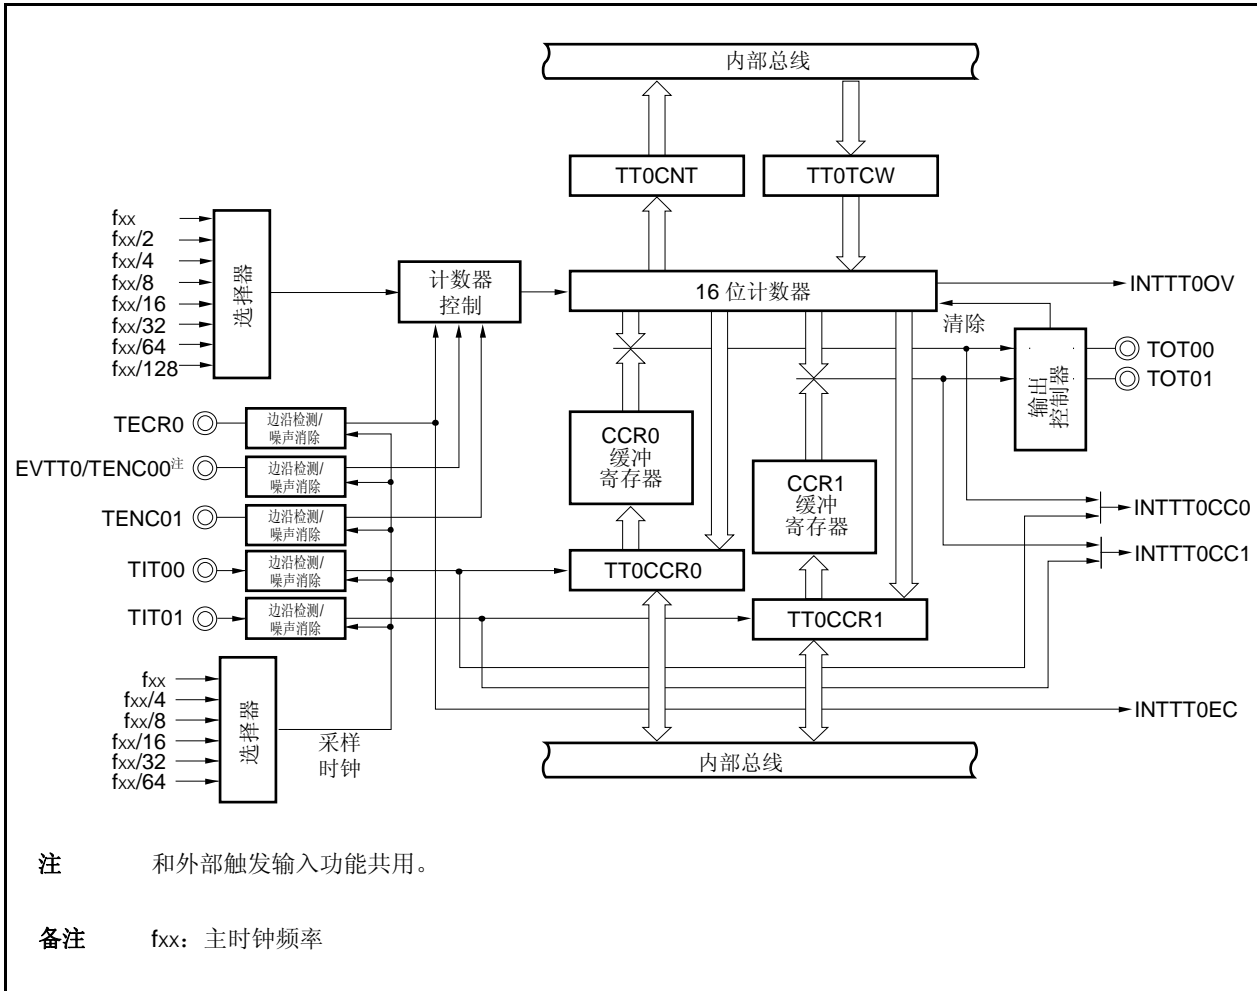 内部总线
TT0CNT
TT0TCW
fxx
fxx/2
fxx/4
fxx/8
fxx/16
fxx/32
fxx/64
fxx/128
选择器
计数器
控制
16 位计数器
INTTT0OV
清除
TOT00
TOT01
输出
控制器
TECR0
边沿检测/
噪声消除
EVTT0/TENC00注
边沿检测/
噪声消除
TENC01
边沿检测/
噪声消除
TIT00
边沿检测/
噪声消除
TIT01
边沿检测/
噪声消除
CCR0
缓冲
寄存器
CCR1
缓冲
寄存器
INTTT0CC0
INTTT0CC1
TT0CCR0
TT0CCR1
fxx
fxx/4
fxx/8
fxx/16
fxx/32
fxx/64
选择器
采样
时钟
INTTT0EC
内部总线
注 和外部触发输入功能共用。
备注 fxx：主时钟频率